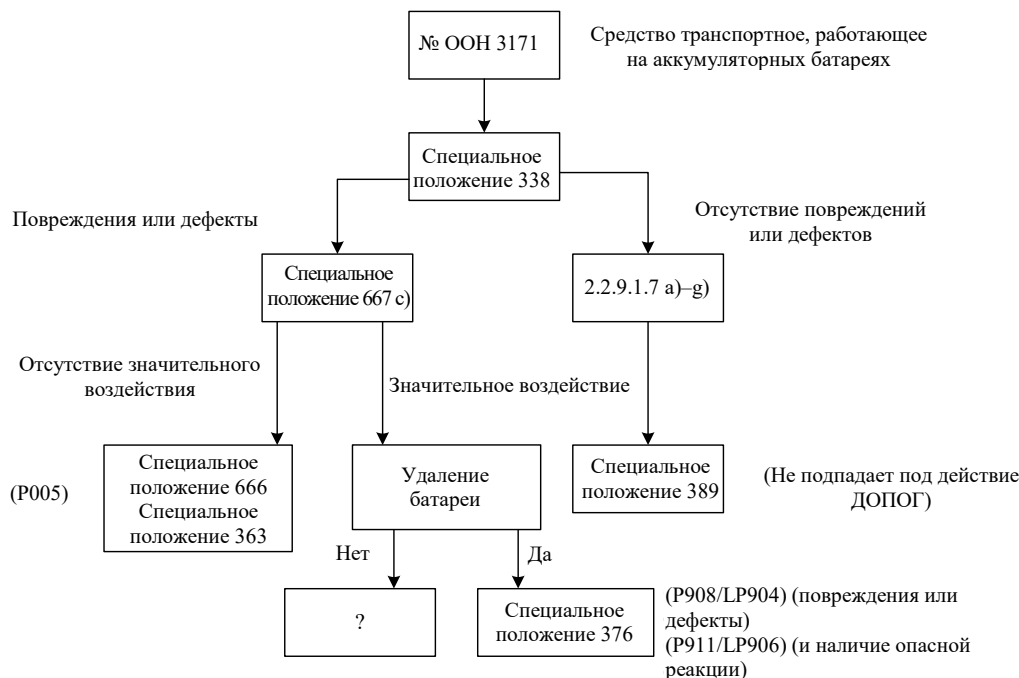 № ООН 3171
Средство транспортное, работающее
на аккумуляторных батареях
Специальное
положение 338
Повреждения или дефекты
Отсутствие повреждений
или дефектов
Специальное
положение 667 c)
2.2.9.1.7 a)–g)
Отсутствие значительного
воздействия
Значительное воздействие
(P005)
Специальное
положение 666
Специальное
положение 363
Удаление
батареи
Специальное
положение 389
(Не подпадает под действие
ДОПОГ)
Нет
Да
?
Специальное
положение 376
(P908/LP904) (повреждения или
дефекты)
(P911/LP906) (и наличие опасной
реакции)